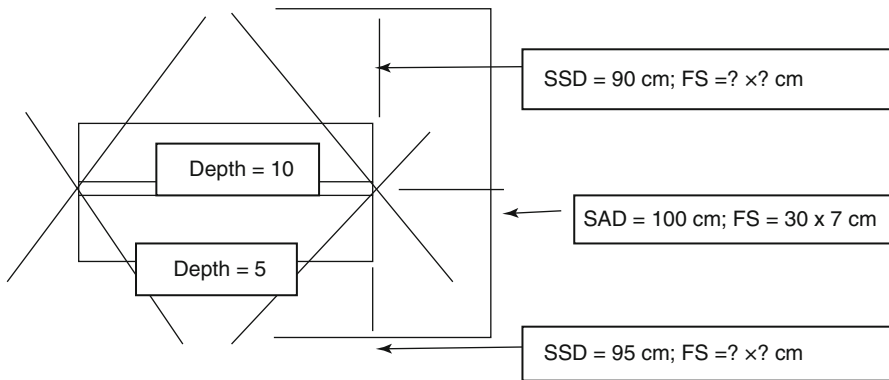 SSD = 90 cm; FS =? ×? cm
Depth = 10
SAD = 100 cm; FS = 30 x 7 cm
Depth = 5
SSD = 95 cm; FS =? ×? cm